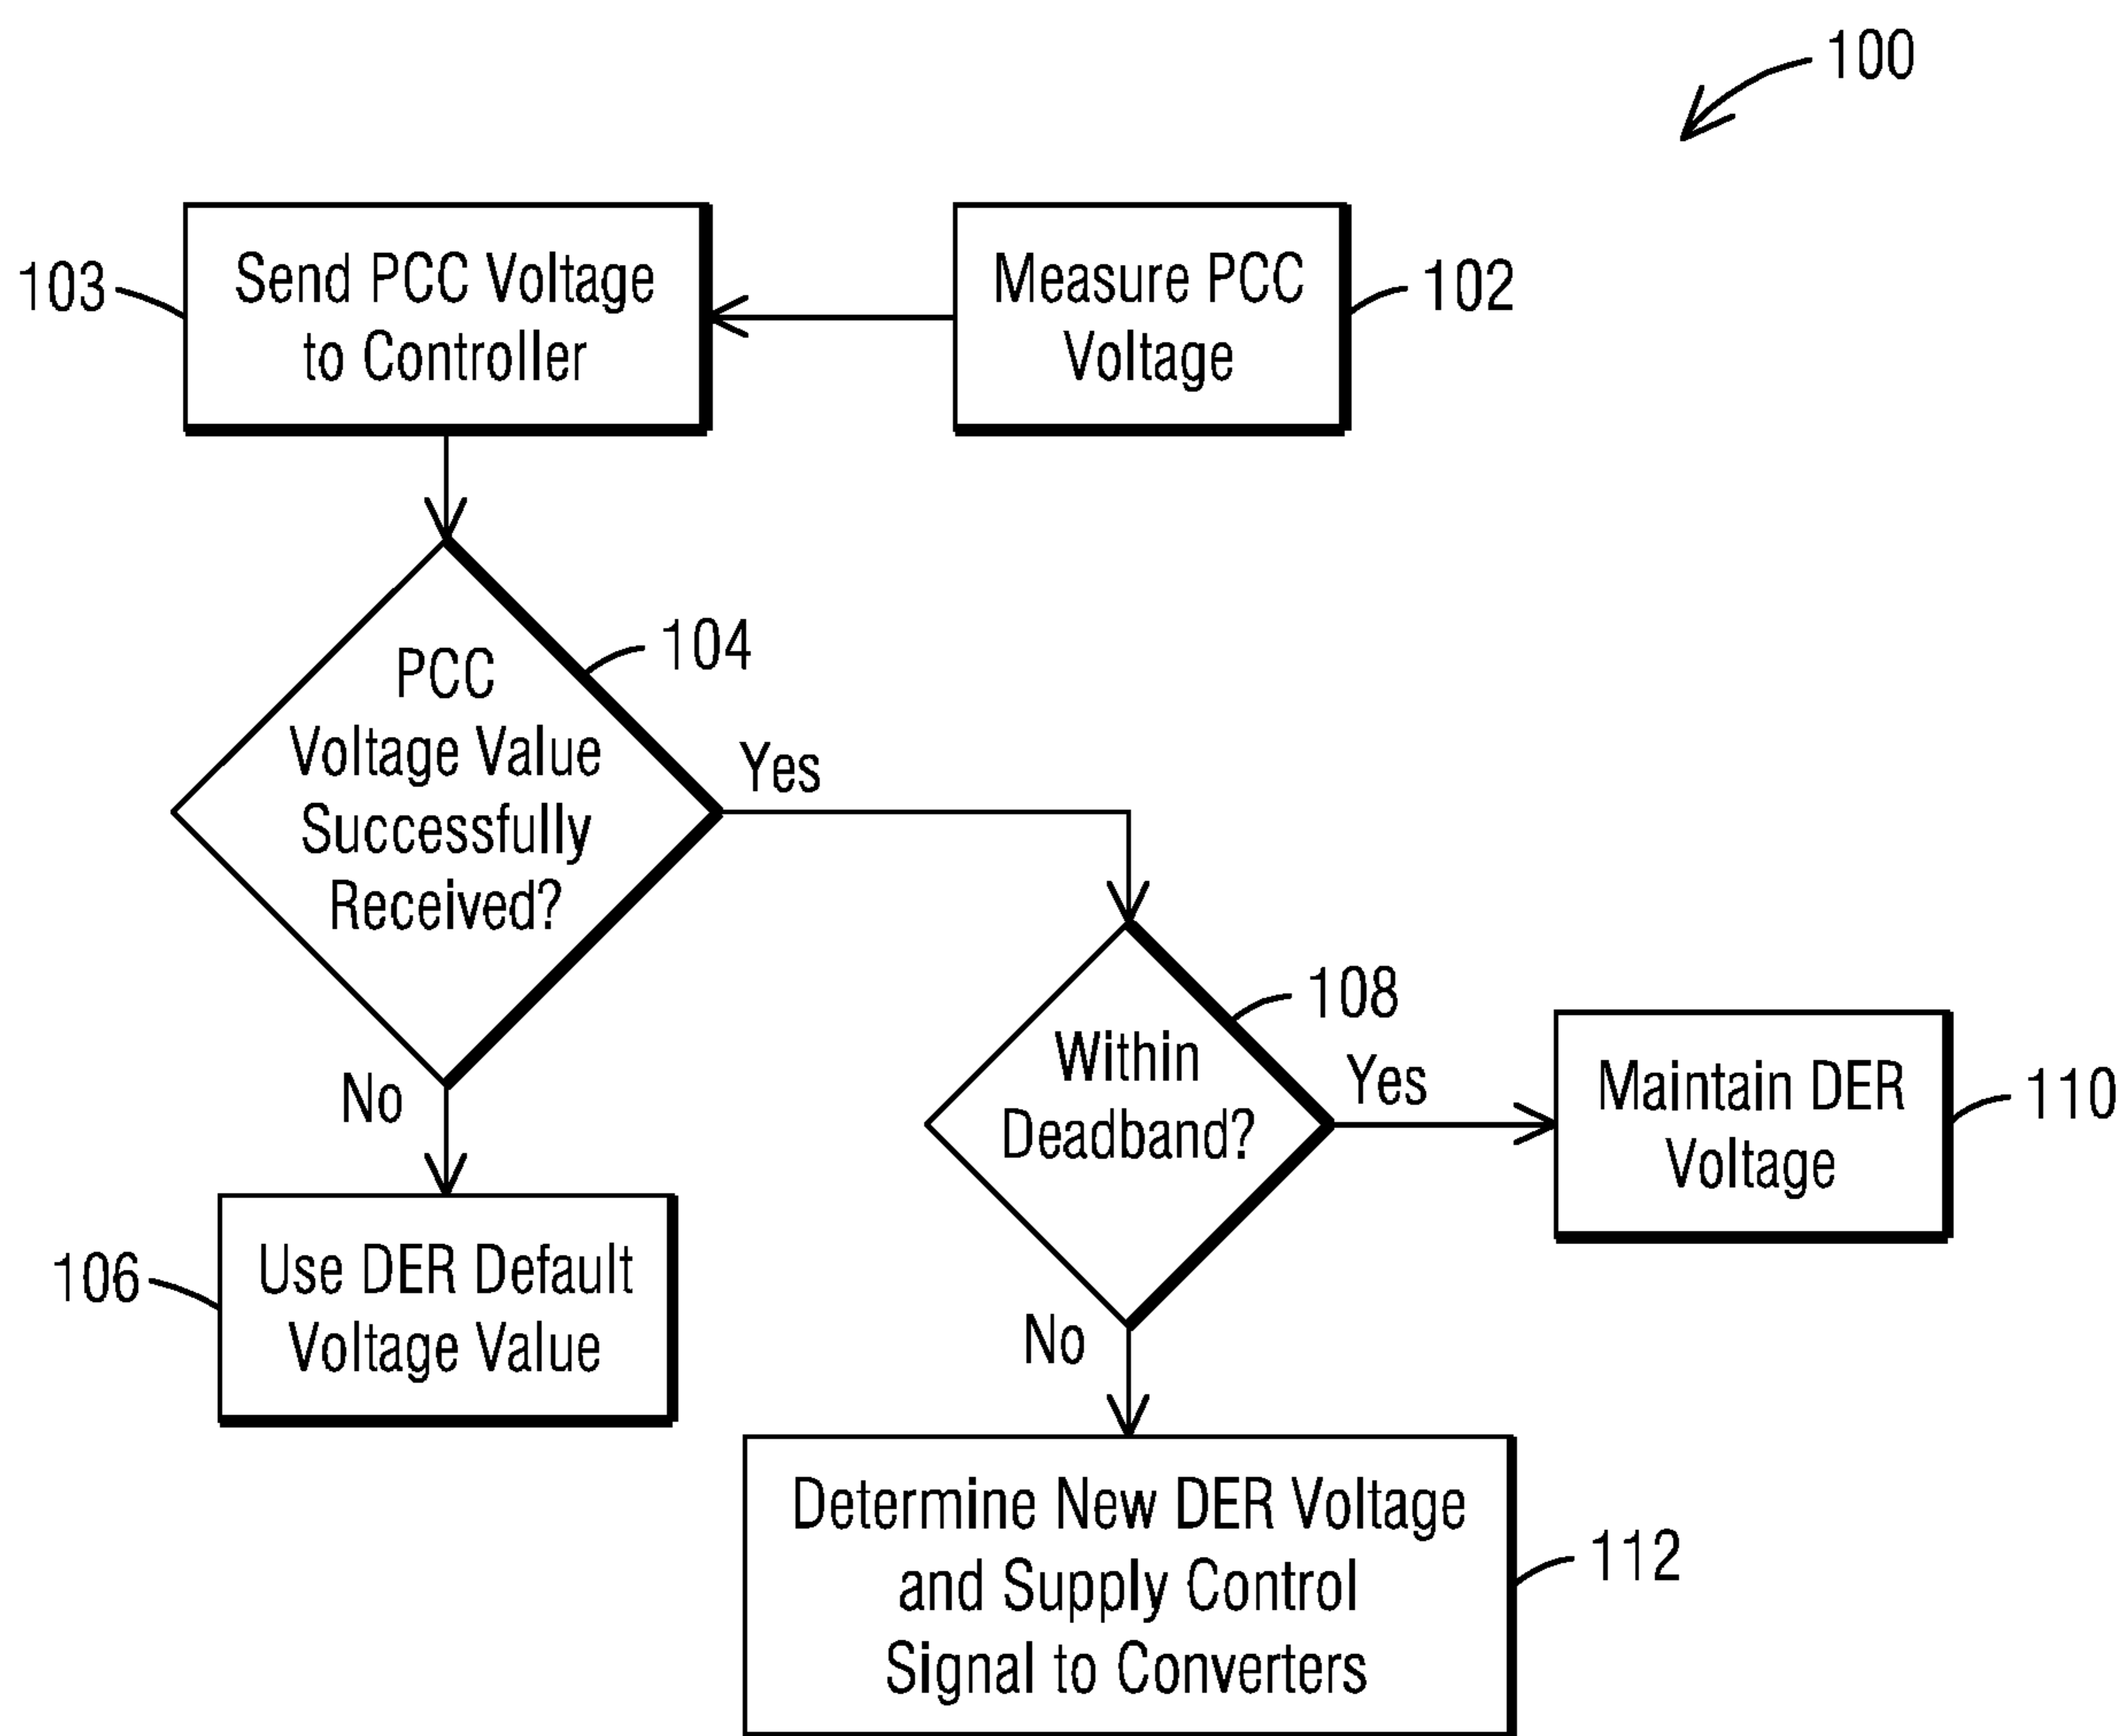 100
103
Send PCC Voltage
to Controller
Measure PCC
Voltage
102
104
PCC
Voltage Value
Successfully
Received?
Yes
No
108
Within
Deadband?
Yes
Maintain DER
Voltage
110
106
Use DER Default
Voltage Value
No
Determine New DER Voltage
and Supply Control
Signal to Converters
112